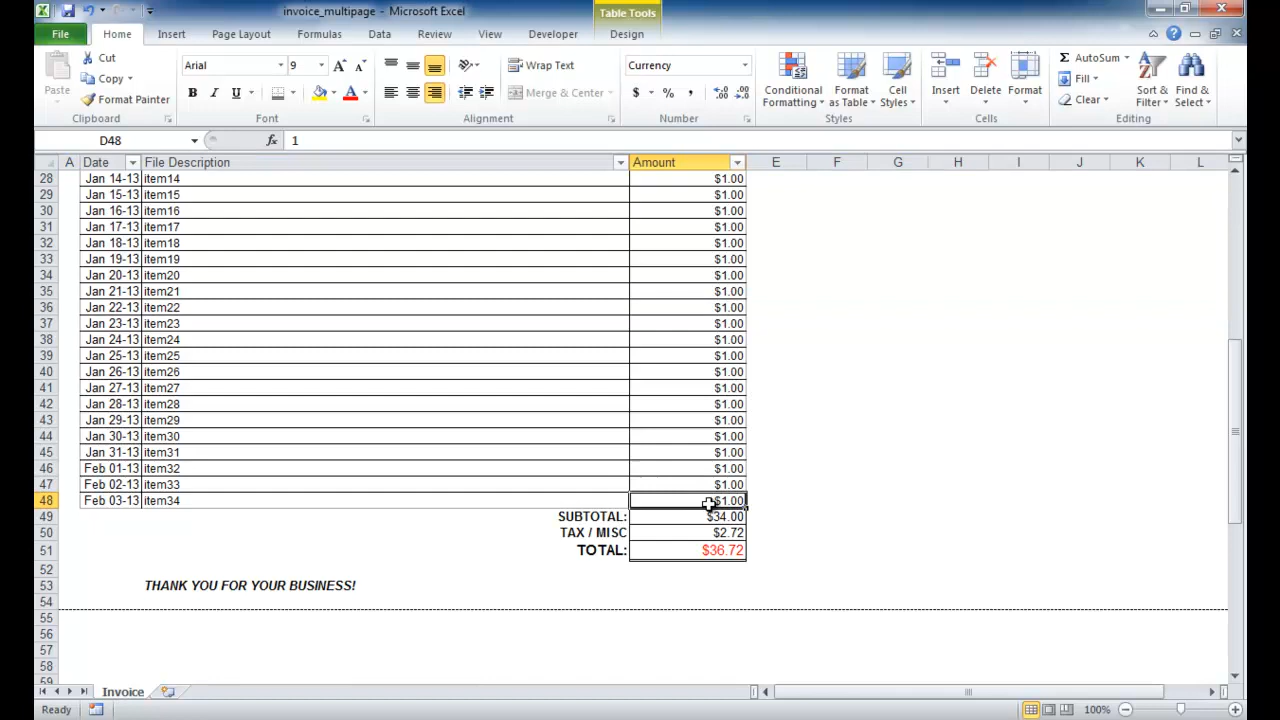 invoice_multipage - Microsoft Excel
Table Tools
File Home Insert Page Layout Formulas Data Review View Developer Design
Paste
Cut
Copy
Format Painter
Clipboard
Arial 9
B I U
Font
Wrap Text
Merge & Center
Alignment
Currency
$ % ,
Number
Conditional Formatting
Format as Table
Cell Styles
Styles
Insert
Delete
Format
Cells
Σ AutoSum
Fill
Clear
Sort & Filter
Find & Select
Editing
D48 fx 1
A Date File Description Amount E F G H I J K L
28 Jan 14-13 item14 $1.00
29 Jan 15-13 item15 $1.00
30 Jan 16-13 item16 $1.00
31 Jan 17-13 item17 $1.00
32 Jan 18-13 item18 $1.00
33 Jan 19-13 item19 $1.00
34 Jan 20-13 item20 $1.00
35 Jan 21-13 item21 $1.00
36 Jan 22-13 item22 $1.00
37 Jan 23-13 item23 $1.00
38 Jan 24-13 item24 $1.00
39 Jan 25-13 item25 $1.00
40 Jan 26-13 item26 $1.00
41 Jan 27-13 item27 $1.00
42 Jan 28-13 item28 $1.00
43 Jan 29-13 item29 $1.00
44 Jan 30-13 item30 $1.00
45 Jan 31-13 item31 $1.00
46 Feb 01-13 item32 $1.00
47 Feb 02-13 item33 $1.00
48 Feb 03-13 item34 $1.00
49 SUBTOTAL: $34.00
50 TAX / MISC $2.72
51 TOTAL: $36.72
52
53 THANK YOU FOR YOUR BUSINESS!
54
55
56
57
58
59
Invoice
Ready 100%